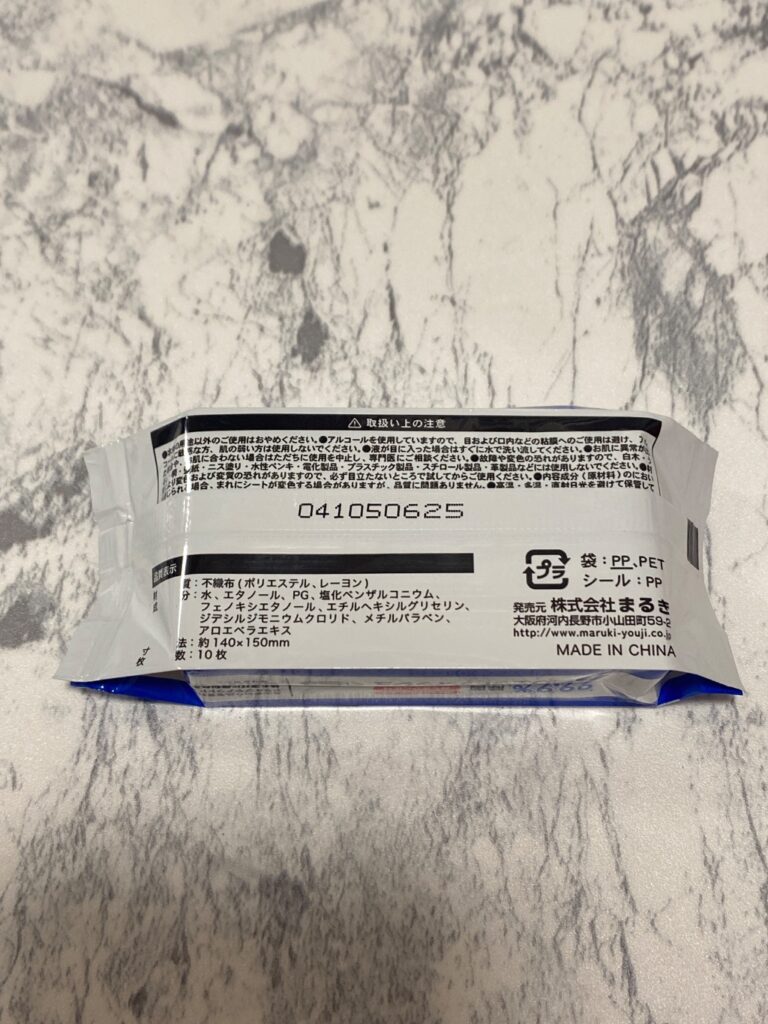 ⚠ 取扱い上の注意
以外のご使用はおやめください。●アルコールを使用していますので、目および口内などの粘膜へのご使用は避け、
な方、肌の弱い方は使用しないでください。●液が目に入った場合はすぐに水で洗い流してください。●お肌に異常が
肌に合わない場合はただちに使用を中止し、専門医にご相談ください。●故障や変色の恐れがありますので、白木・
紙・ニス塗り・水性ペンキ・電化製品・プラスチック製品・スチロール製品・革製品などには使用しないでください。
および変質の恐れがありますので、必ず目立たないところで試してからご使用ください。●内容成分(原材料)のにおい
場合、まれにシートが変色する場合がありますが、品質に問題ありません。●高温・多湿・直射日光を避けて保管して
041050625
品質表示
質:不織布(ポリエステル、レーヨン)
分:水、エタノール、PG、塩化ベンザルコニウム、
フェノキシエタノール、エチルヘキシルグリセリン、
ジデシルジモニウムクロリド、メチルパラベン、
アロエベラエキス
寸法:約140×150mm
枚数:10枚
プラ
袋:PP、PET
シール:PP
発売元 株式会社まるき
大阪府河内長野市小山田町59-2
http://www.maruki-youji.co.jp
MADE IN CHINA
99.9%